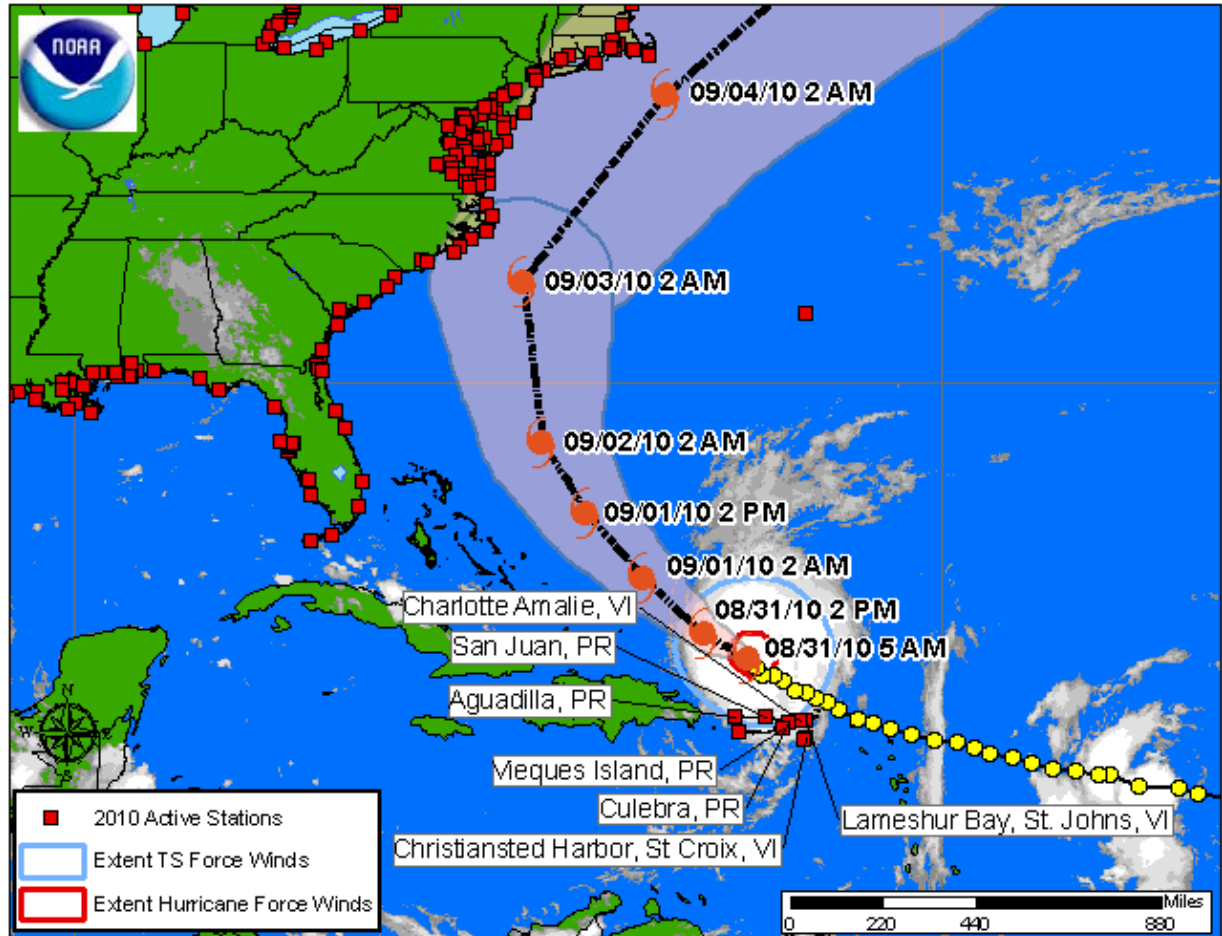 NOAA
09/04/10 2 AM
09/03/10 2 AM
09/02/10 2 AM
09/01/10 2 PM
09/01/10 2 AM
Charlotte Amalie, VI
08/31/10 2 PM
San Juan, PR
08/31/10 5 AM
Aguadilla, PR
N
W
E
S
Vieques Island, PR
Culebra, PR
Lameshur Bay, St. Johns, VI
Christiansted Harbor, St Croix, VI
2010 Active Stations
Extent TS Force Winds
Extent Hurricane Force Winds
Miles
0 220 440 880